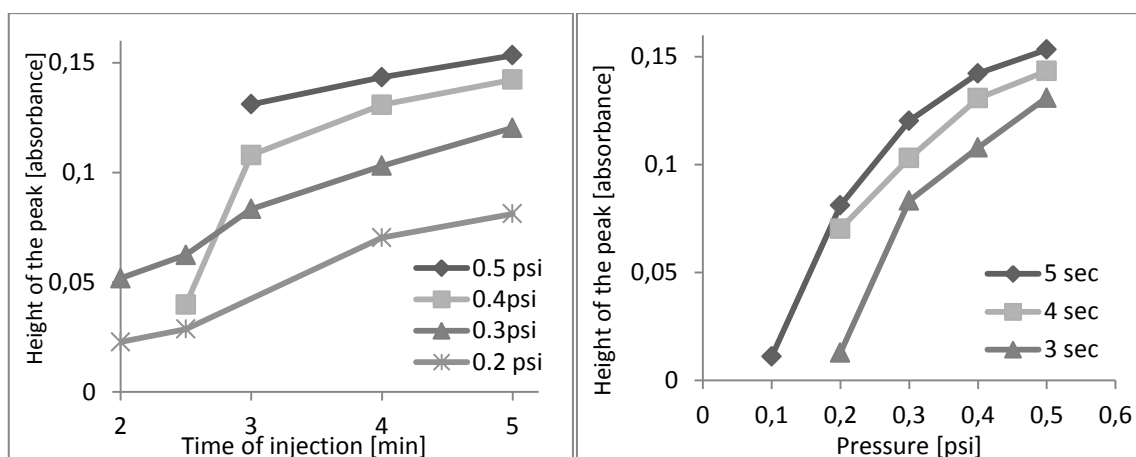 Height of the peak [absorbance]
0,15
0,1
0,05
0
2 3 4 5
Time of injection [min]
0.5 psi
0.4psi
0.3psi
0.2 psi
Height of the peak [absorbance]
0,15
0,1
0,05
0
0 0,1 0,2 0,3 0,4 0,5 0,6
Pressure [psi]
5 sec
4 sec
3 sec